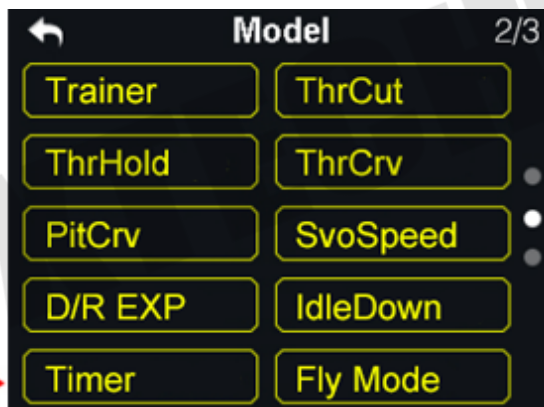 Model 2/3
Trainer ThrCut
ThrHold ThrCrv
PitCrv SvoSpeed
D/R EXP IdleDown
Timer Fly Mode